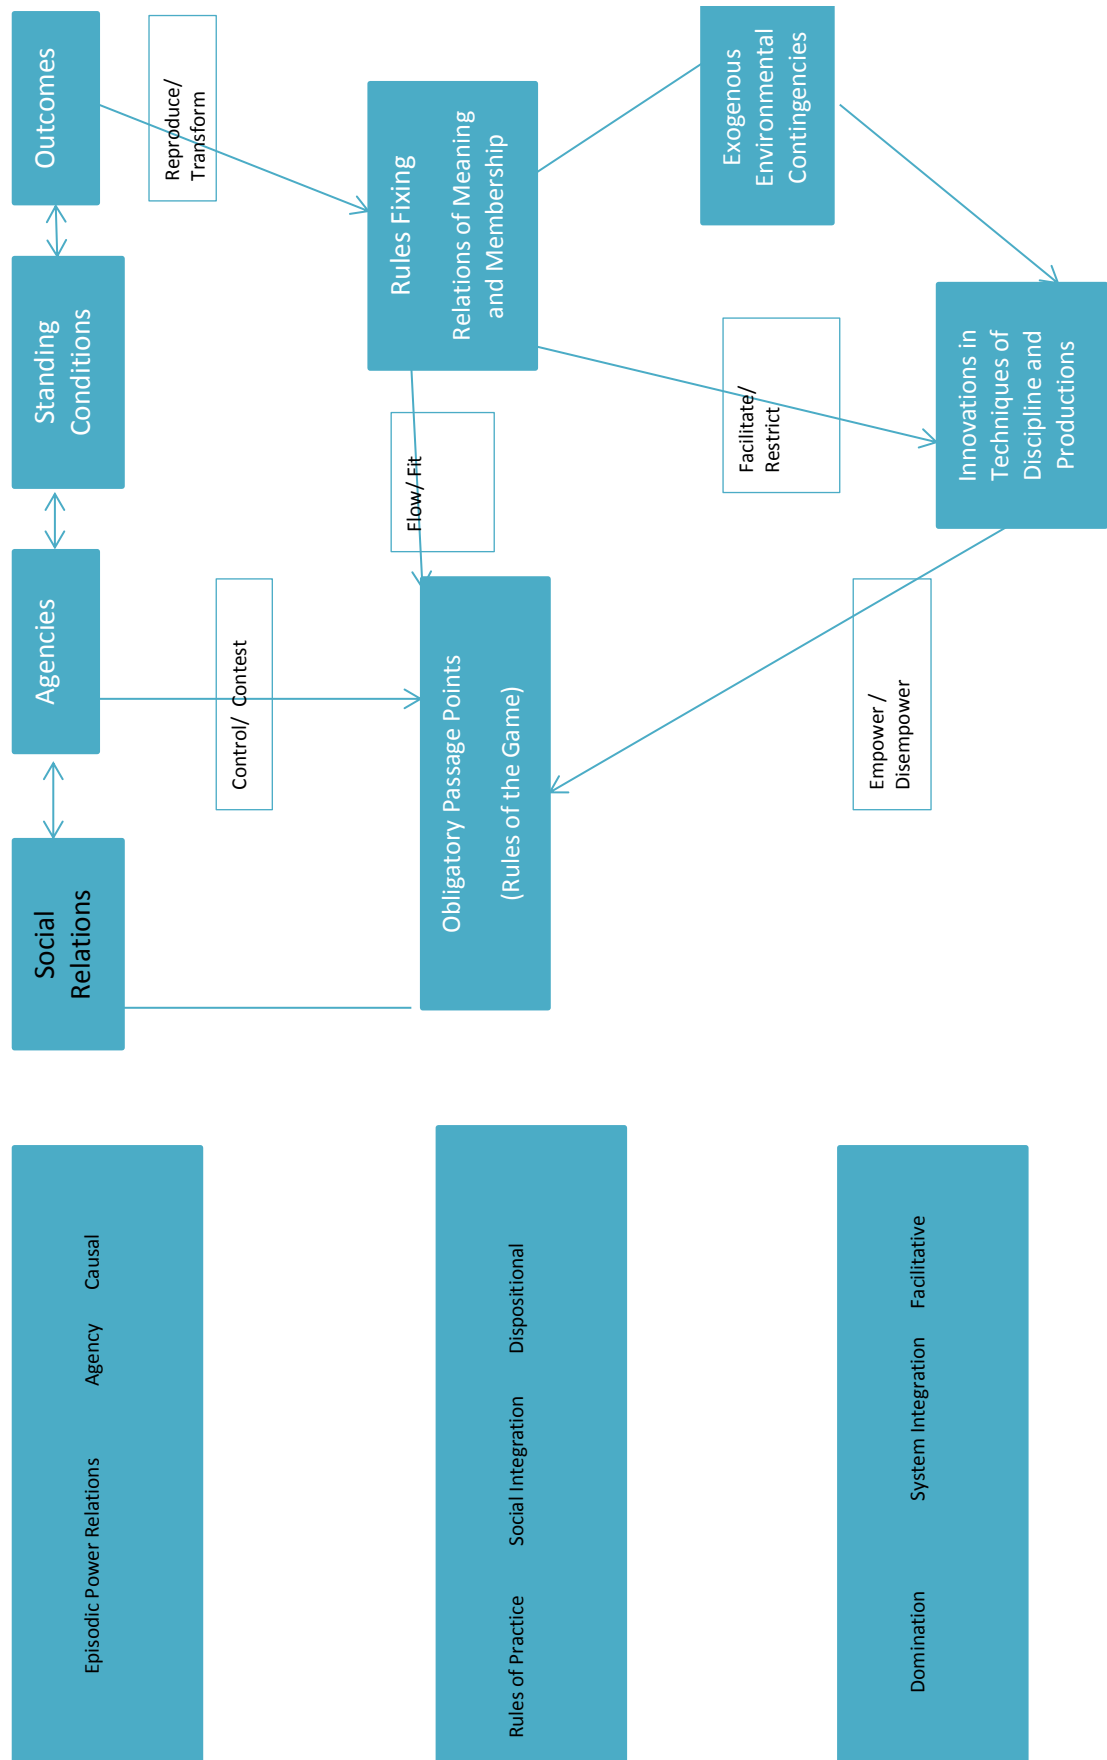 Episodic Power Relations    Agency    Causal
Social
Relations
Agencies
Standing
Conditions
Outcomes
Control/ Contest
Reproduce/
Transform
Rules of Practice    Social Integration    Dispositional
Obligatory Passage Points
(Rules of the Game)
Flow/ Fit
Rules Fixing
Relations of Meaning
and Membership
Domination    System Integration    Facilitative
Empower /
Disempower
Facilitate/
Restrict
Exogenous
Environmental
Contingencies
Innovations in
Techniques of
Discipline and
Productions